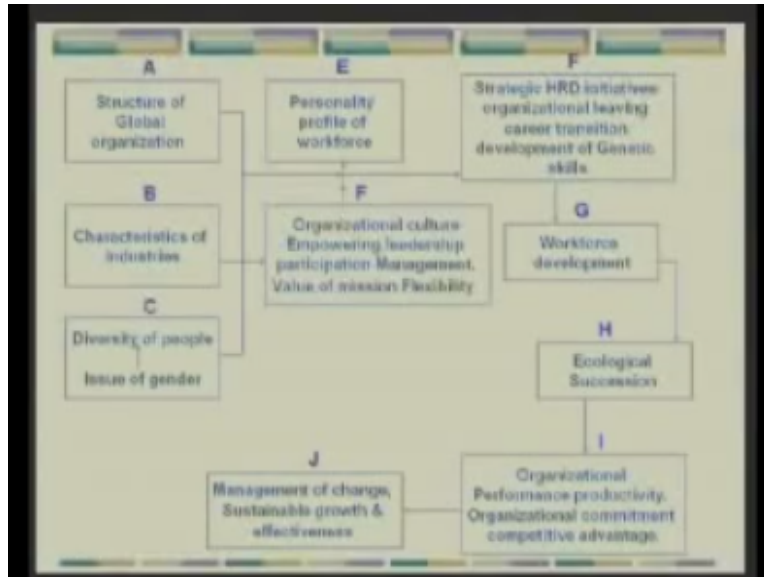 A
Structure of
Global
organization
E
Personality
profile of
workforce
F
Strategic HRD initiatives
organizational leaving
career transition
development of Genetic
skills
B
Characteristics of
Industries
F
Organizational culture
Empowering leadership
participation Management.
Value of mission Flexibility
G
Workforce
development
C
Diversity of people
Issue of gender
H
Ecological
Succession
I
Organizational
Performance productivity.
Organizational commitment
competitive advantage.
J
Management of change,
Sustainable growth &
effectiveness